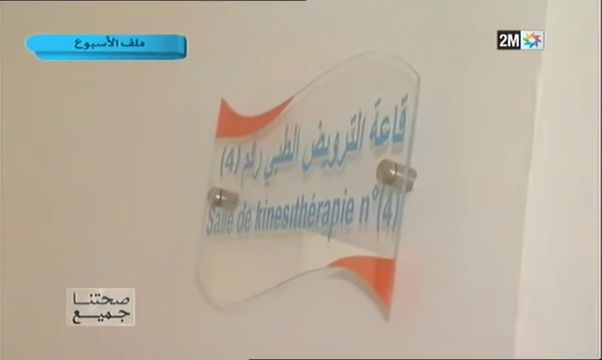 ملف الأسبوع
2M
قاعة الترويض الطبي رقم (4)
Salle de kinesithérapie n°(4)
صحتنا
جميع